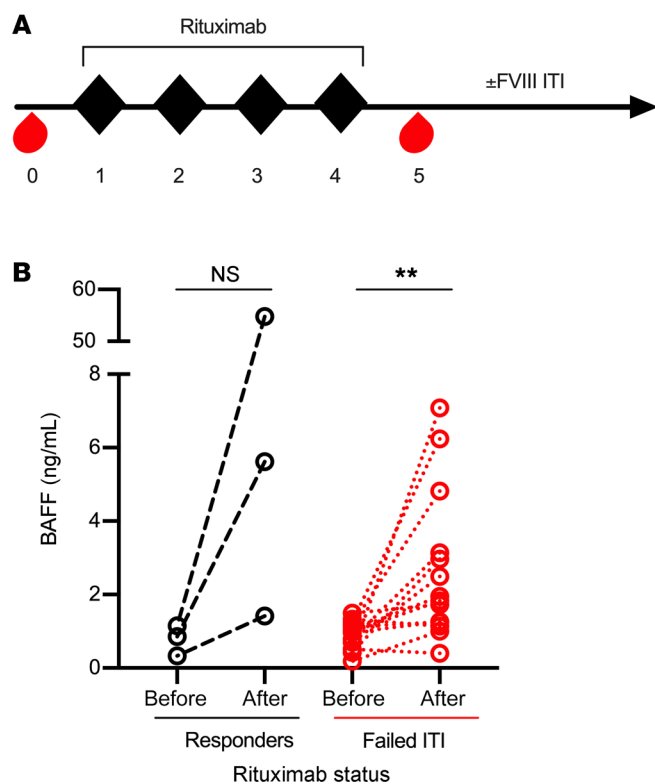 A
Rituximab
±FVIII ITI
0 1 2 3 4 5
B
NS **
60
50
8
6
4
2
0
BAFF (ng/mL)
Before After Before After
Responders Failed ITI
Rituximab status